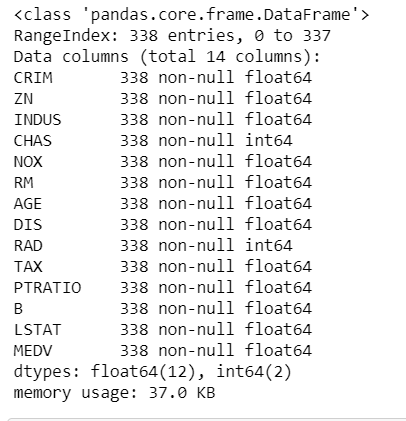 <class 'pandas.core.frame.DataFrame'>
RangeIndex: 338 entries, 0 to 337
Data columns (total 14 columns):
CRIM       338 non-null float64
ZN         338 non-null float64
INDUS      338 non-null float64
CHAS       338 non-null int64
NOX        338 non-null float64
RM         338 non-null float64
AGE        338 non-null float64
DIS        338 non-null float64
RAD        338 non-null int64
TAX        338 non-null float64
PTRATIO    338 non-null float64
B          338 non-null float64
LSTAT      338 non-null float64
MEDV       338 non-null float64
dtypes: float64(12), int64(2)
memory usage: 37.0 KB